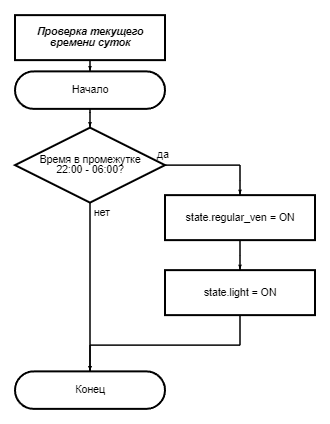 Проверка текущего
времени суток
Начало
Время в промежутке
22:00 - 06:00?
да
нет
state.regular_ven = ON
state.light = ON
Конец